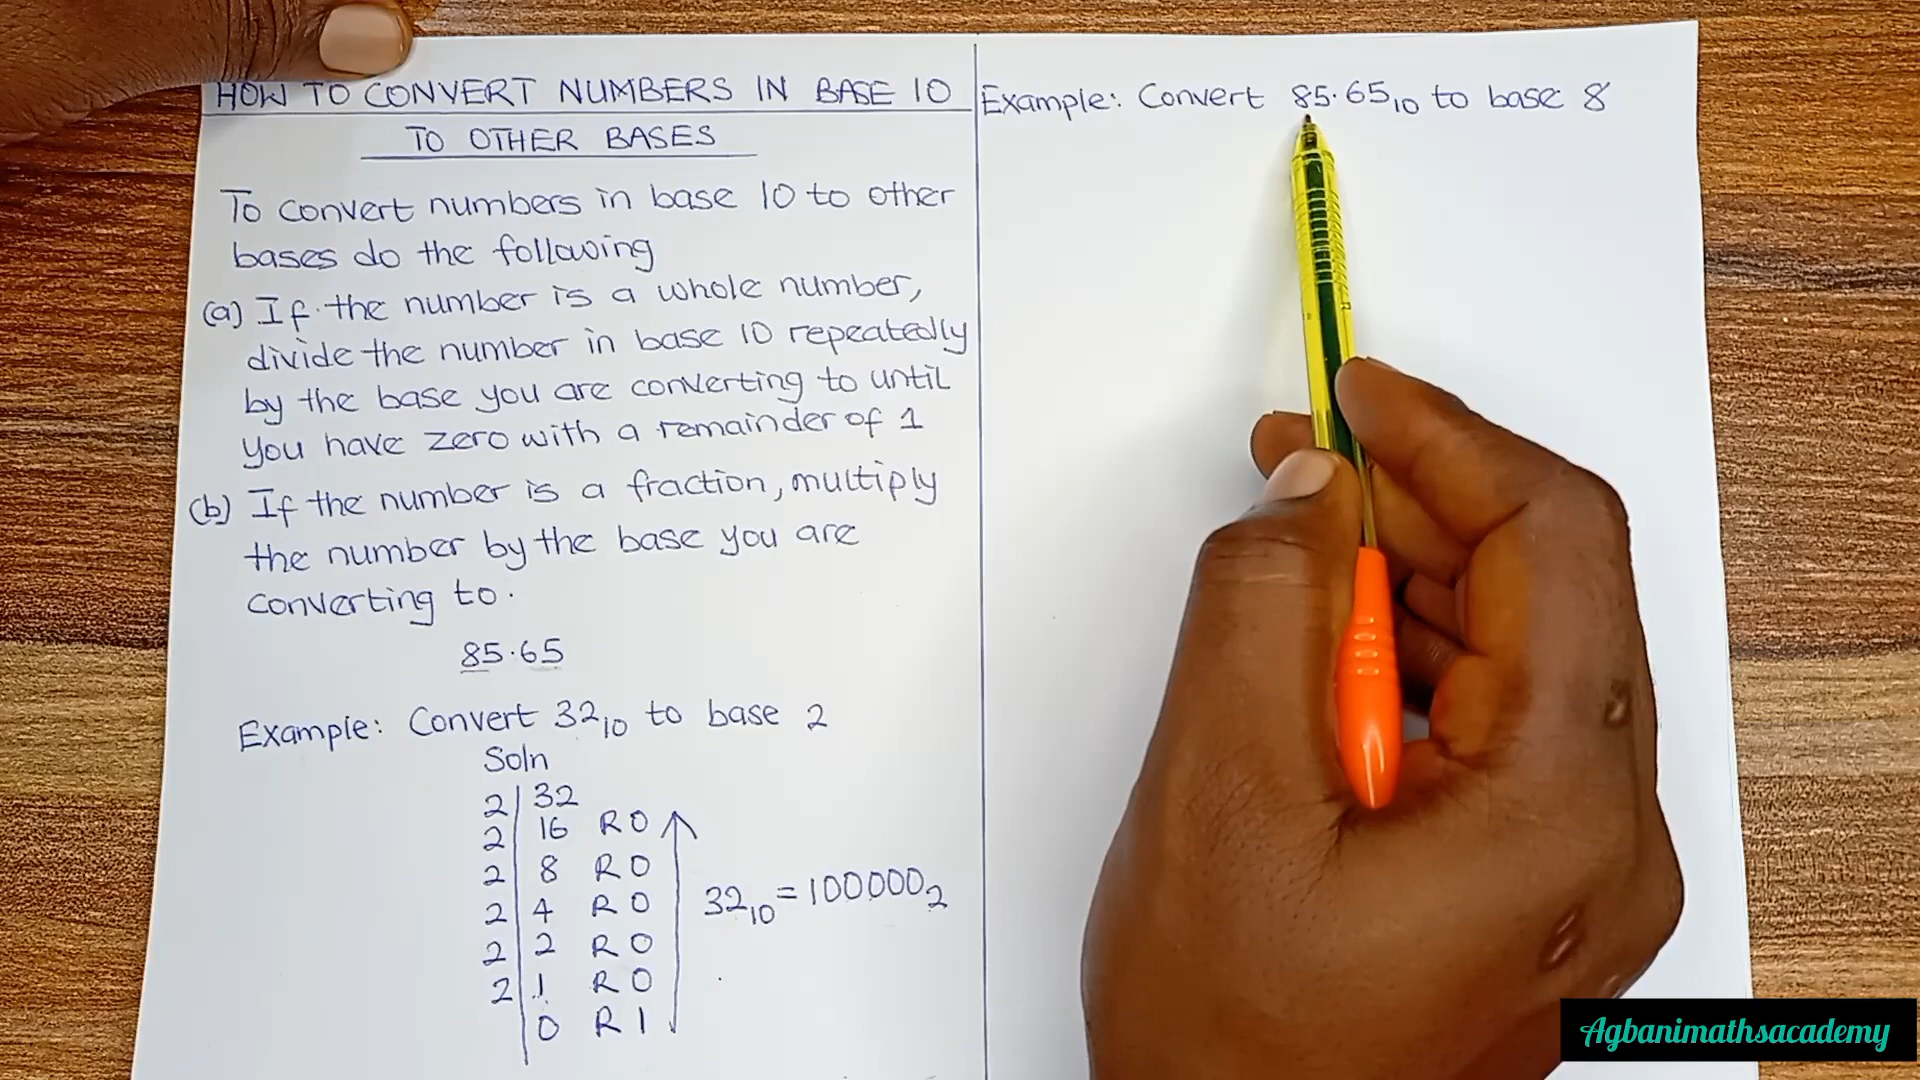 HOW TO CONVERT NUMBERS IN BASE 10
TO OTHER BASES
To convert numbers in base 10 to other
bases do the following
(a) If the number is a whole number,
divide the number in base 10 repeatedly
by the base you are converting to until
you have zero with a remainder of 1
(b) If the number is a fraction, multiply
the number by the base you are
converting to.
85.65
Example: Convert 32₁₀ to base 2
Soln
2 | 32
2 | 16 R 0
2 | 8 R 0
2 | 4 R 0
2 | 2 R 0
2 | 1 R 0
0 R 1
32₁₀ = 100000₂
Example: Convert 85.65₁₀ to base 8
Agbanimathsacademy